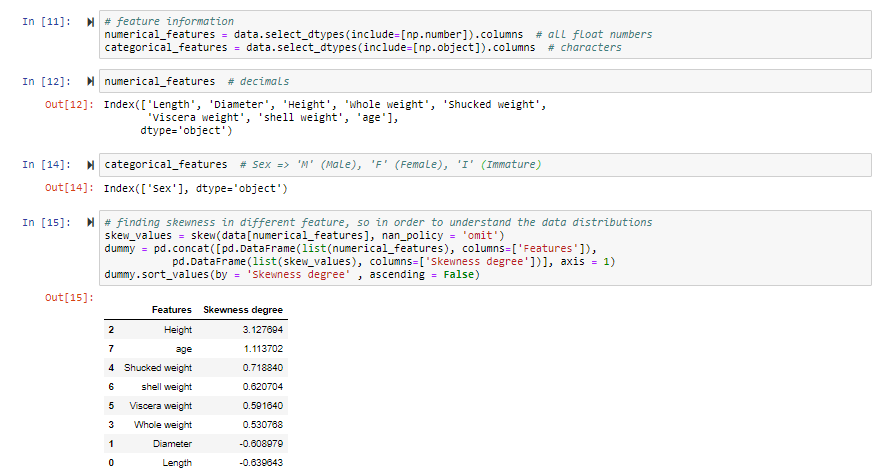 In [11]: # feature information
numerical_features = data.select_dtypes(include=[np.number]).columns  # all float numbers
categorical_features = data.select_dtypes(include=[np.object]).columns  # characters
In [12]: numerical_features  # decimals
Out[12]: Index(['Length', 'Diameter', 'Height', 'Whole weight', 'Shucked weight',
'Viscera weight', 'shell weight', 'age'],
dtype='object')
In [14]: categorical_features  # Sex => 'M' (Male), 'F' (Female), 'I' (Immature)
Out[14]: Index(['Sex'], dtype='object')
In [15]: # finding skewness in different feature, so in order to understand the data distributions
skew_values = skew(data[numerical_features], nan_policy = 'omit')
dummy = pd.concat([pd.DataFrame(list(numerical_features), columns=['Features']),
pd.DataFrame(list(skew_values), columns=['Skewness degree'])], axis = 1)
dummy.sort_values(by = 'Skewness degree' , ascending = False)
Out[15]:
Features Skewness degree
2 Height 3.127694
7 age 1.113702
4 Shucked weight 0.718840
6 shell weight 0.620704
5 Viscera weight 0.591640
3 Whole weight 0.530768
1 Diameter -0.608979
0 Length -0.639643